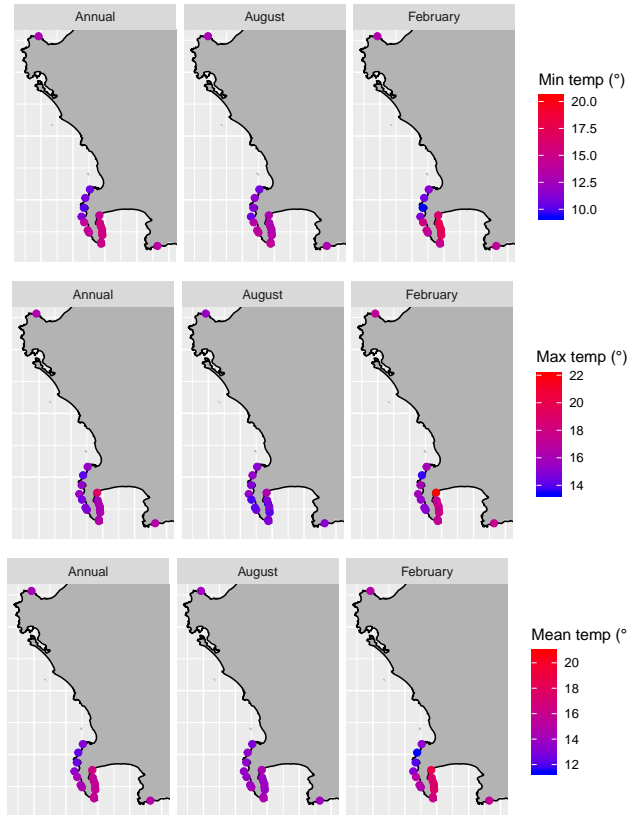 Annual August February
Min temp (°)
20.0
17.5
15.0
12.5
10.0
Annual August February
Max temp (°)
22
20
18
16
14
Annual August February
Mean temp (°
20
18
16
14
12